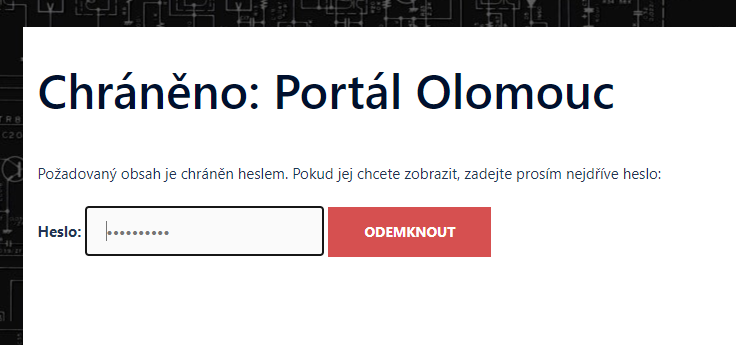 Chráněno: Portál Olomouc
Požadovaný obsah je chráněn heslem. Pokud jej chcete zobrazit, zadejte prosím nejdříve heslo:
Heslo: ••••••••••
ODEMKNOUT